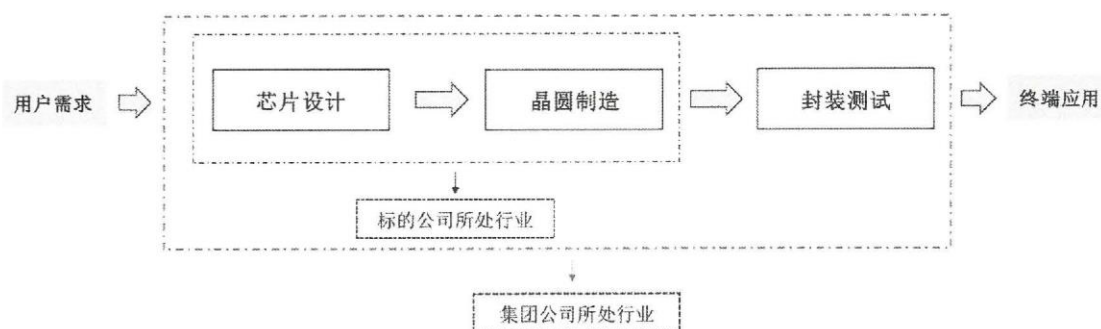 用户需求
芯片设计
晶圆制造
封装测试
终端应用
标的公司所处行业
集团公司所处行业